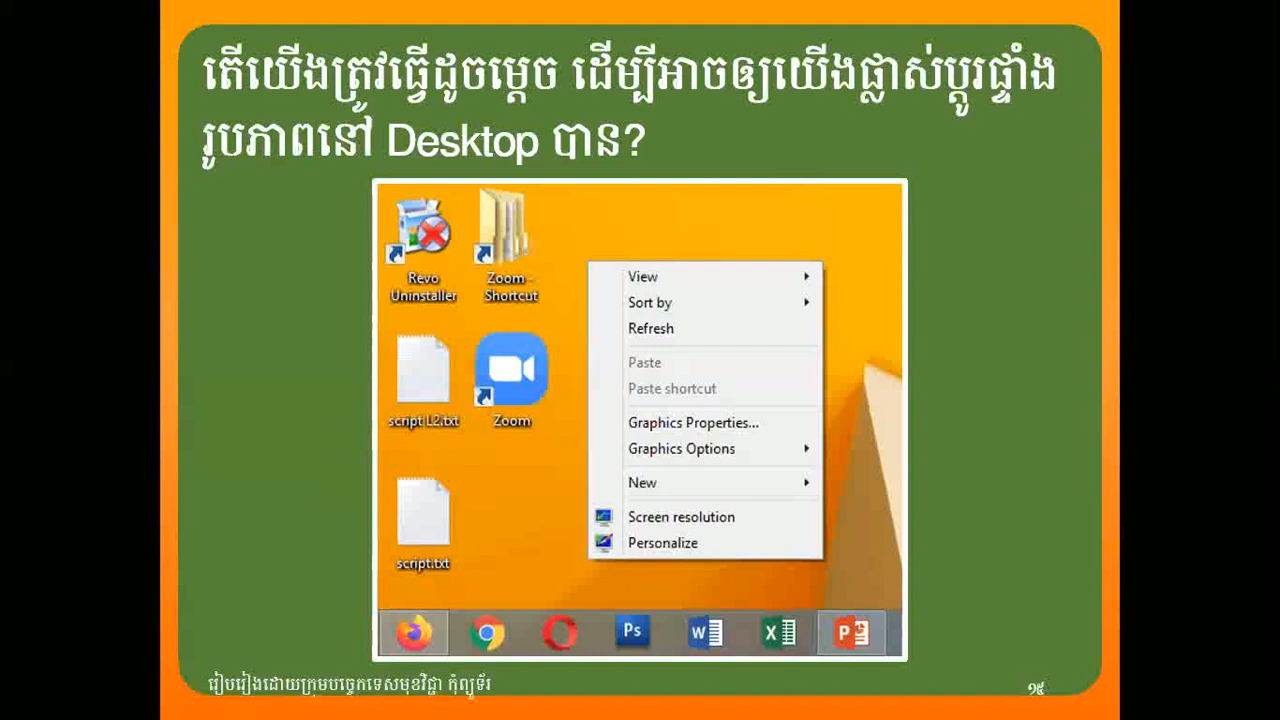 តើយើងត្រូវធ្វើដូចម្ដេច ដើម្បីអាចឲ្យយើងផ្លាស់ប្ដូរផ្ទាំង
រូបភាពនៅ Desktop បាន?
Revo
Uninstaller
Zoom -
Shortcut
script L2.txt
Zoom
script.txt
View
Sort by
Refresh
Paste
Paste shortcut
Graphics Properties...
Graphics Options
New
Screen resolution
Personalize
Ps
W
X
P
រៀបរៀងដោយក្រុមបច្ចេកទេសមុខវិជ្ជា កុំព្យូទ័រ
១៥